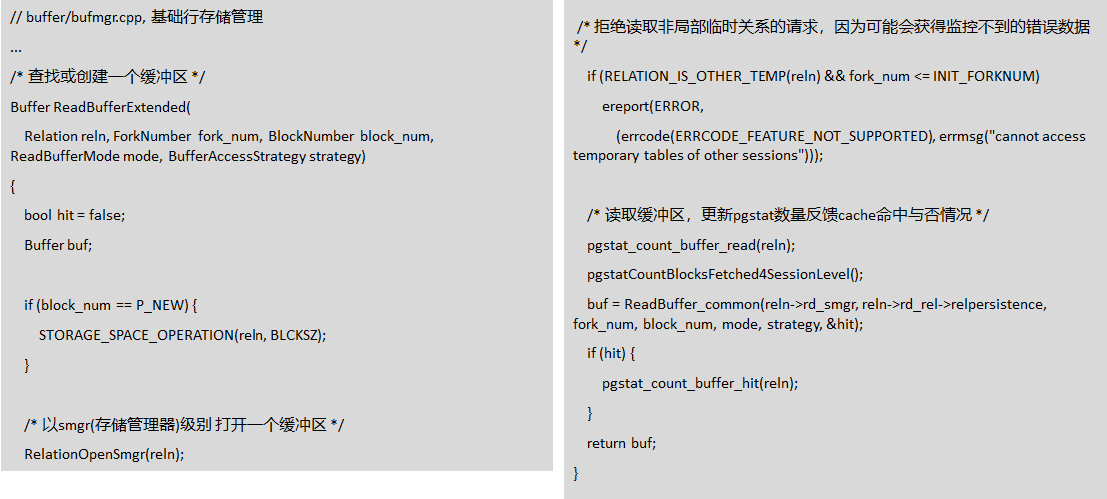 // buffer/bufmgr.cpp, 基础行存储管理
...
/* 查找或创建一个缓冲区 */
Buffer ReadBufferExtended(
Relation reln, ForkNumber fork_num, BlockNumber block_num,
ReadBufferMode mode, BufferAccessStrategy strategy)
{
bool hit = false;
Buffer buf;
if (block_num == P_NEW) {
STORAGE_SPACE_OPERATION(reln, BLCKSZ);
}
/* 以smgr(存储管理器)级别 打开一个缓冲区 */
RelationOpenSmgr(reln);
/* 拒绝读取非局部临时关系的请求，因为可能会获得监控不到的错误数据
*/
if (RELATION_IS_OTHER_TEMP(reln) && fork_num <= INIT_FORKNUM)
ereport(ERROR,
(errcode(ERRCODE_FEATURE_NOT_SUPPORTED), errmsg("cannot access
temporary tables of other sessions")));
/* 读取缓冲区，更新pgstat数量反馈cache命中与否情况 */
pgstat_count_buffer_read(reln);
pgstatCountBlocksFetched4SessionLevel();
buf = ReadBuffer_common(reln->rd_smgr, reln->rd_rel->relpersistence,
fork_num, block_num, mode, strategy, &hit);
if (hit) {
pgstat_count_buffer_hit(reln);
}
return buf;
}